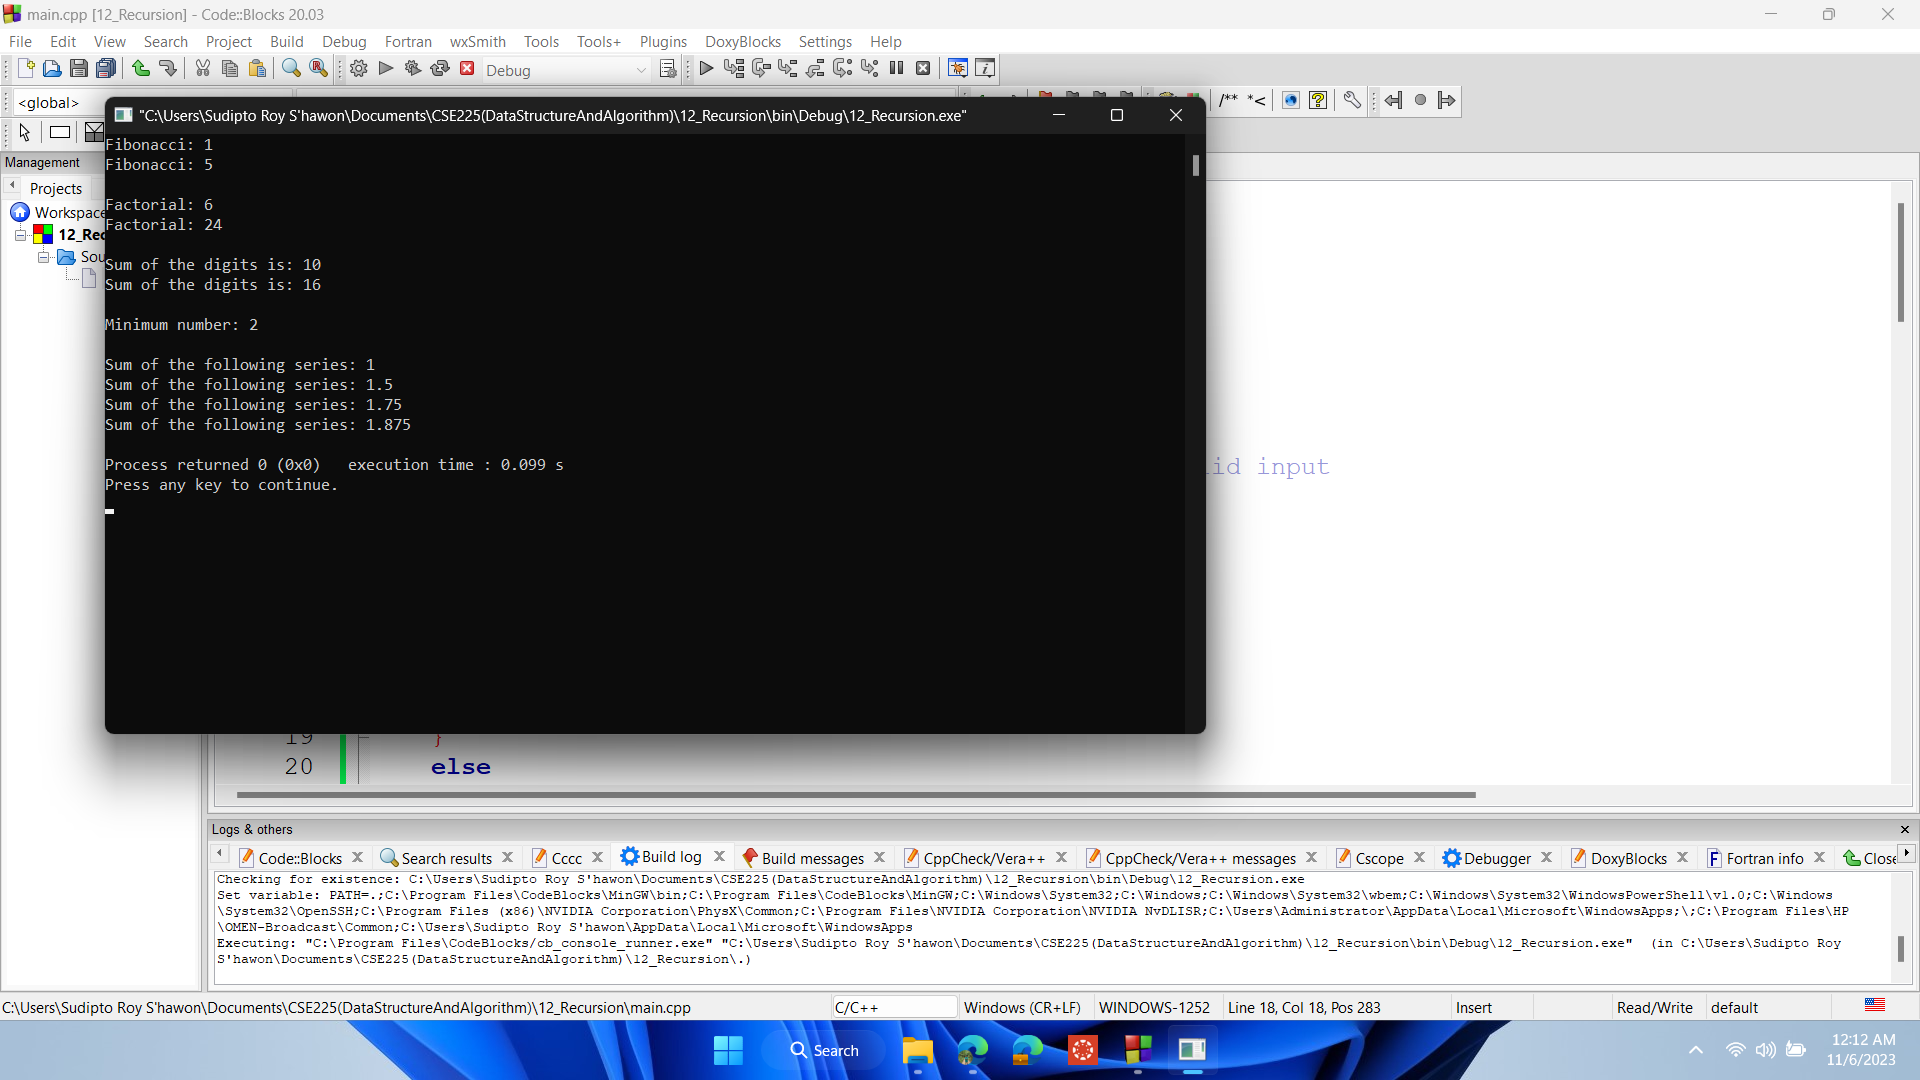 main.cpp [12_Recursion] - Code::Blocks 20.03
File Edit View Search Project Build Debug Fortran wxSmith Tools Tools+ Plugins DoxyBlocks Settings Help
Debug
<global>
/** *<
"C:\Users\Sudipto Roy S'hawon\Documents\CSE225(DataStructureAndAlgorithm)\12_Recursion\bin\Debug\12_Recursion.exe"
Management
Projects
Workspace
12_Rec
Sou
Fibonacci: 1
Fibonacci: 5
Factorial: 6
Factorial: 24
Sum of the digits is: 10
Sum of the digits is: 16
Minimum number: 2
Sum of the following series: 1
Sum of the following series: 1.5
Sum of the following series: 1.75
Sum of the following series: 1.875
Process returned 0 (0x0)   execution time : 0.099 s
Press any key to continue.
lid input
19 }
20 else
Logs & others
Code::Blocks Search results Cccc Build log Build messages CppCheck/Vera++ CppCheck/Vera++ messages Cscope Debugger DoxyBlocks Fortran info Close
Checking for existence: C:\Users\Sudipto Roy S'hawon\Documents\CSE225(DataStructureAndAlgorithm)\12_Recursion\bin\Debug\12_Recursion.exe
Set variable: PATH=.;C:\Program Files\CodeBlocks\MinGW\bin;C:\Program Files\CodeBlocks\MinGW;C:\Windows\System32;C:\Windows;C:\Windows\System32\wbem;C:\Windows\System32\WindowsPowerShell\v1.0;C:\Windows
\System32\OpenSSH;C:\Program Files (x86)\NVIDIA Corporation\PhysX\Common;C:\Program Files\NVIDIA Corporation\NVIDIA NvDLISR;C:\Users\Administrator\AppData\Local\Microsoft\WindowsApps;\;C:\Program Files\HP
\OMEN-Broadcast\Common;C:\Users\Sudipto Roy S'hawon\AppData\Local\Microsoft\WindowsApps
Executing: "C:\Program Files\CodeBlocks/cb_console_runner.exe" "C:\Users\Sudipto Roy S'hawon\Documents\CSE225(DataStructureAndAlgorithm)\12_Recursion\bin\Debug\12_Recursion.exe"  (in C:\Users\Sudipto Roy
S'hawon\Documents\CSE225(DataStructureAndAlgorithm)\12_Recursion\.)
C:\Users\Sudipto Roy S'hawon\Documents\CSE225(DataStructureAndAlgorithm)\12_Recursion\main.cpp C/C++ Windows (CR+LF) WINDOWS-1252 Line 18, Col 18, Pos 283 Insert Read/Write default
Search
12:12 AM
11/6/2023